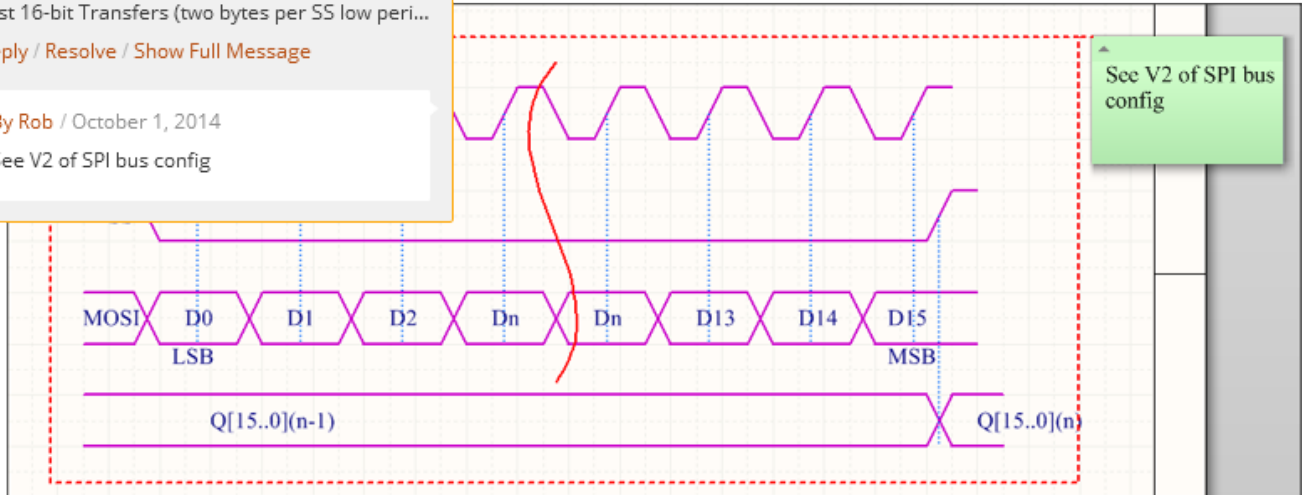 st 16-bit Transfers (two bytes per SS low peri...
ply / Resolve / Show Full Message
By Rob / October 1, 2014
See V2 of SPI bus config
See V2 of SPI bus
config
MOSI D0 D1 D2 Dn Dn D13 D14 D15
LSB MSB
Q[15..0](n-1) Q[15..0](n)